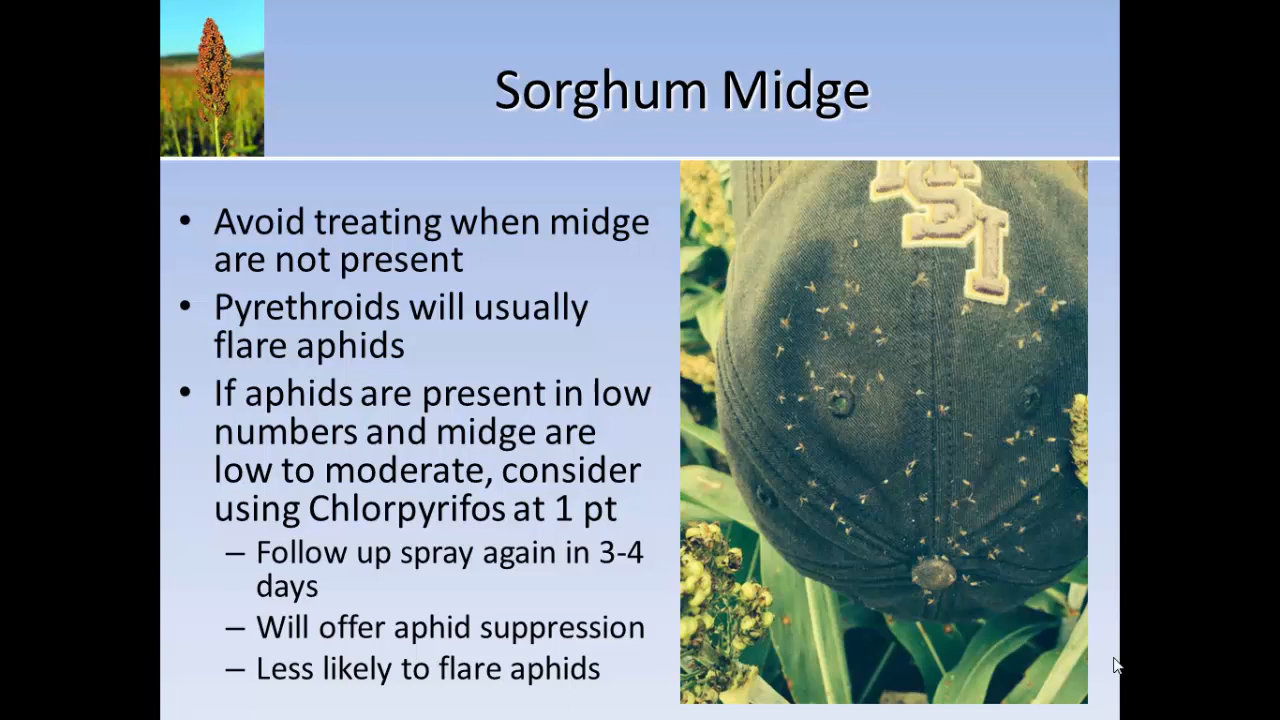 Sorghum Midge
• Avoid treating when midge
are not present
• Pyrethroids will usually
flare aphids
• If aphids are present in low
numbers and midge are
low to moderate, consider
using Chlorpyrifos at 1 pt
– Follow up spray again in 3-4
days
– Will offer aphid suppression
– Less likely to flare aphids
SI